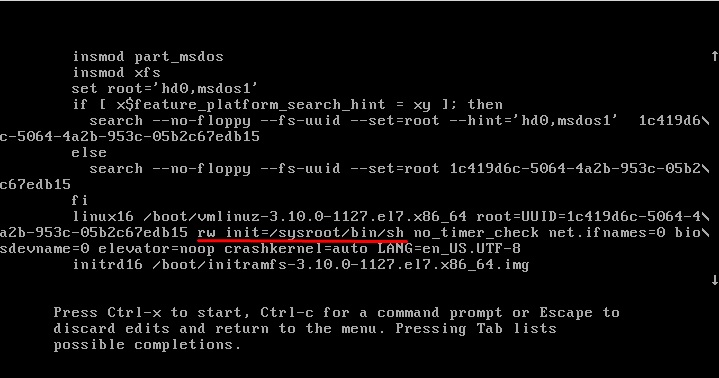 insmod part_msdos
insmod xfs
set root='hd0,msdos1'
if [ x$feature_platform_search_hint = xy ]; then
search --no-floppy --fs-uuid --set=root --hint='hd0,msdos1'  1c419d6\
c-5064-4a2b-953c-05b2c67edb15
else
search --no-floppy --fs-uuid --set=root 1c419d6c-5064-4a2b-953c-05b2\
c67edb15
fi
linux16 /boot/vmlinuz-3.10.0-1127.el7.x86_64 root=UUID=1c419d6c-5064-4\
a2b-953c-05b2c67edb15 rw init=/sysroot/bin/sh no_timer_check net.ifnames=0 bio\
sdevname=0 elevator=noop crashkernel=auto LANG=en_US.UTF-8
initrd16 /boot/initramfs-3.10.0-1127.el7.x86_64.img
Press Ctrl-x to start, Ctrl-c for a command prompt or Escape to
discard edits and return to the menu. Pressing Tab lists
possible completions.